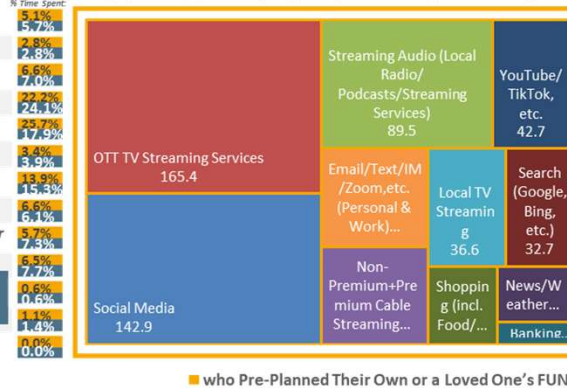 % Time Spent:
5.1%
5.7%
2.8%
2.8%
6.6%
7.0%
22.2%
24.1%
25.7%
17.9%
3.4%
3.9%
13.9%
15.3%
6.6%
6.1%
5.7%
7.3%
6.5%
7.7%
0.6%
0.6%
1.1%
1.4%
0.0%
0.0%
OTT TV Streaming Services
165.4
Social Media
142.9
Streaming Audio (Local
Radio/
Podcasts/Streaming
Services)
89.5
YouTube/
TikTok,
etc.
42.7
Email/Text/IM
/Zoom,etc.
(Personal &
Work)...
Local TV
Streamin
g
36.6
Search
(Google,
Bing,
etc.)
32.7
Non-
Premium+Pre
mium Cable
Streaming...
Shoppin
g (incl.
Food/...
News/W
eather...
Banking...
who Pre-Planned Their Own or a Loved One's FUN